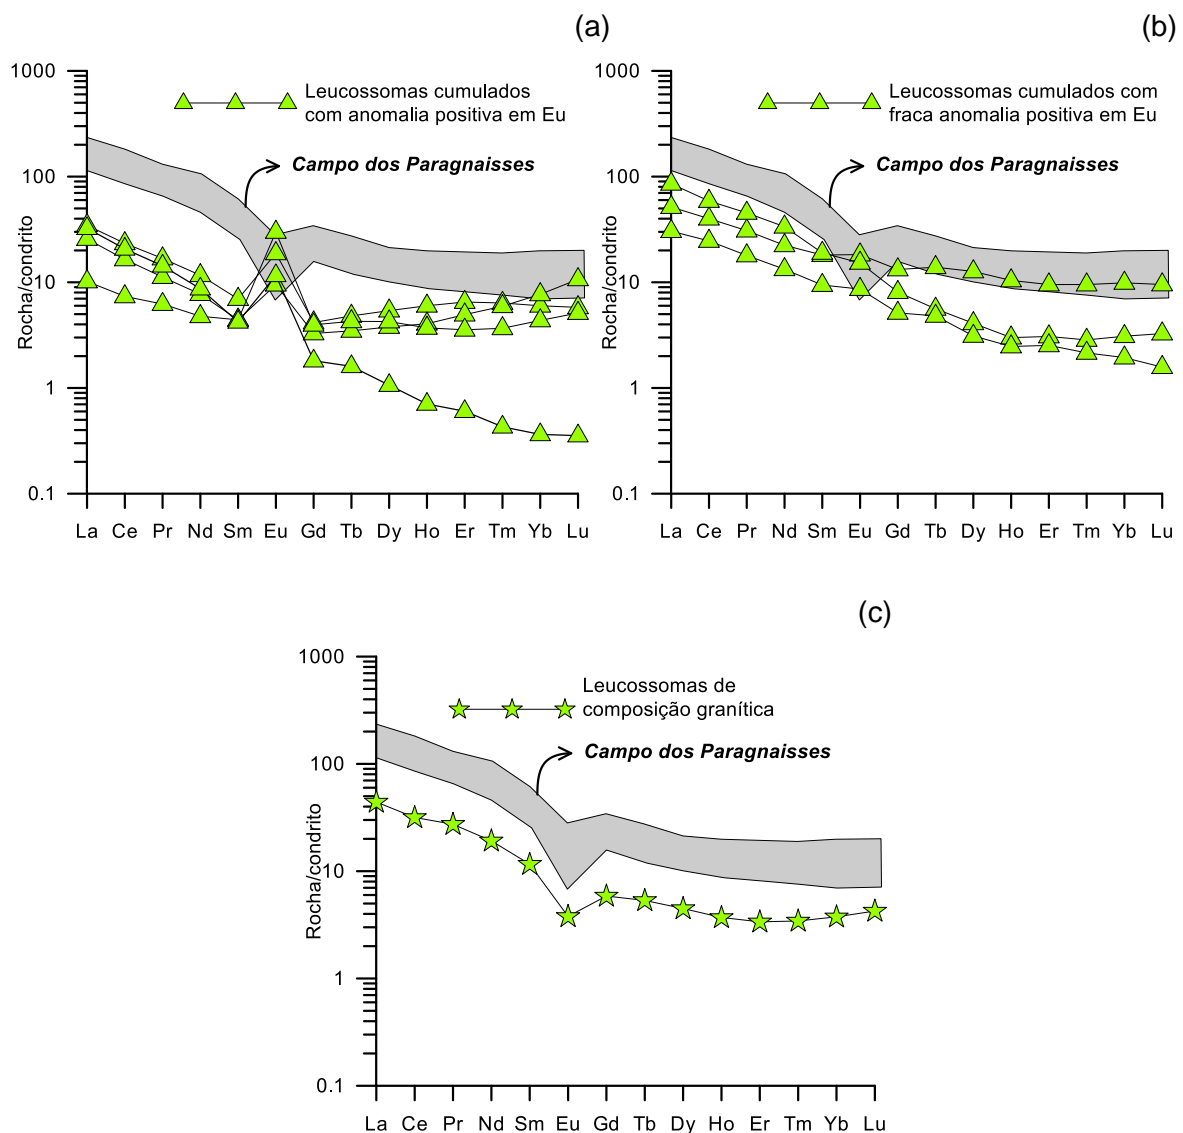 (a)
1000
100
10
1
0.1
Rocha/condrito
Leucossomas cumulados
com anomalia positiva em Eu
Campo dos Paragnaisses
La Ce Pr Nd Sm Eu Gd Tb Dy Ho Er Tm Yb Lu
(b)
1000
100
10
1
0.1
Rocha/condrito
Leucossomas cumulados com
fraca anomalia positiva em Eu
Campo dos Paragnaisses
La Ce Pr Nd Sm Eu Gd Tb Dy Ho Er Tm Yb Lu
(c)
1000
100
10
1
0.1
Rocha/condrito
Leucossomas de
composição granítica
Campo dos Paragnaisses
La Ce Pr Nd Sm Eu Gd Tb Dy Ho Er Tm Yb Lu